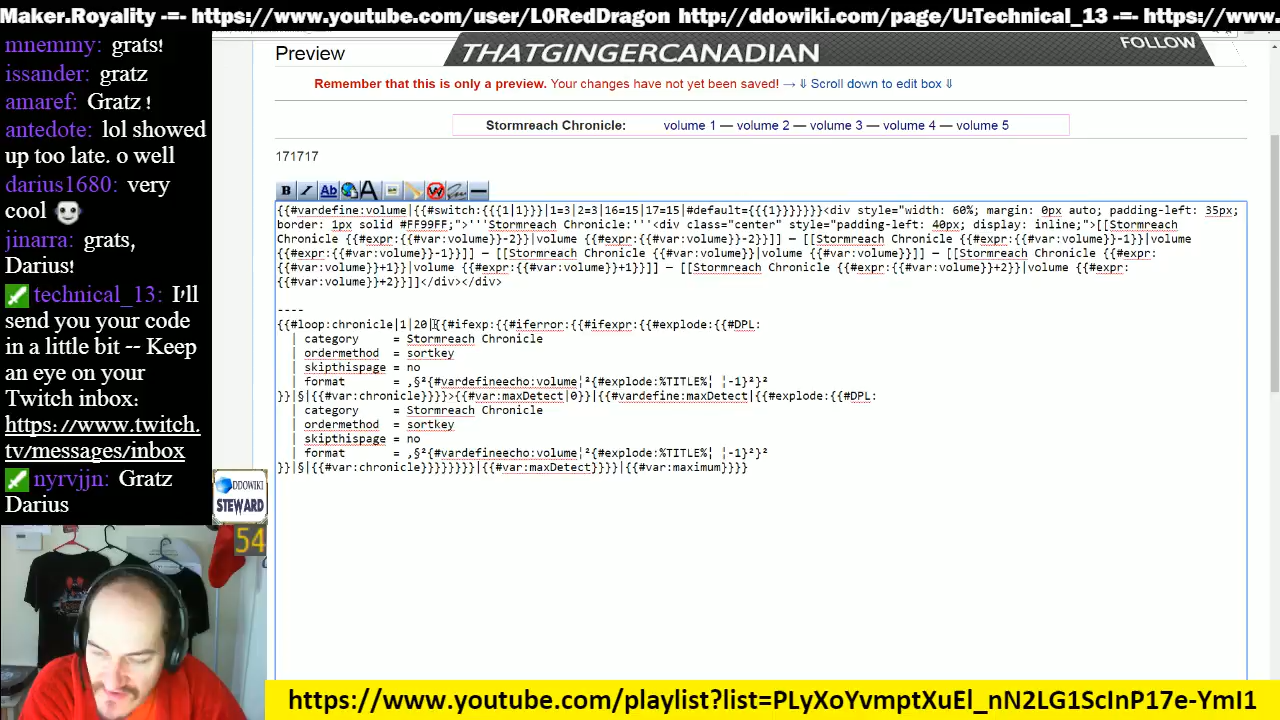 Maker.Royality -=- https://www.youtube.com/user/L0RedDragon http://ddowiki.com/page/U:Technical_13 -=- https://www.
mnemmy: grats!
issander: gratz
amaref: Gratz !
antedote: lol showed
up too late. o well
darius1680: very
cool
jinarra: grats,
Darius!
technical_13: I'll
send you your code
in a little bit -- Keep
an eye on your
Twitch inbox:
https://www.twitch.
tv/messages/inbox
nyrvjjn: Gratz
Darius
DDOWIKI
STEWARD
54
Preview
THATGINGERCANADIAN
FOLLOW
Remember that this is only a preview. Your changes have not yet been saved! → ⇓ Scroll down to edit box ⇓
Stormreach Chronicle: volume 1 — volume 2 — volume 3 — volume 4 — volume 5
171717
B I Ab A W
{{#vardefine:volume|{{#switch:{{{1|1}}}|1=3|2=3|16=15|17=15|#default={{{1}}}}}}}<div style="width: 60%; margin: 0px auto; padding-left: 35px;
border: 1px solid #FF99FF;">'''Stormreach Chronicle:'''<div class="center" style="padding-left: 40px; display: inline;">[[Stormreach
Chronicle {{#expr:{{#var:volume}}-2}}|volume {{#expr:{{#var:volume}}-2}}]] — [[Stormreach Chronicle {{#expr:{{#var:volume}}-1}}|volume
{{#expr:{{#var:volume}}-1}}]] — [[Stormreach Chronicle {{#var:volume}}|volume {{#var:volume}}]] — [[Stormreach Chronicle {{#expr:
{{#var:volume}}+1}}|volume {{#expr:{{#var:volume}}+1}}]] — [[Stormreach Chronicle {{#expr:{{#var:volume}}+2}}|volume {{#expr:
{{#var:volume}}+2}}]]</div></div>
----
{{#loop:chronicle|1|20|{{#ifexp:{{#iferror:{{#ifexpr:{{#explode:{{#DPL:
| category = Stormreach Chronicle
| ordermethod = sortkey
| skipthispage = no
| format = ,§²{#vardefineecho:volume¦²{#explode:%TITLE%¦ ¦-1}²}²
}}|§|{{#var:chronicle}}}}>{{#var:maxDetect|0}}|{{#vardefine:maxDetect|{{#explode:{{#DPL:
| category = Stormreach Chronicle
| ordermethod = sortkey
| skipthispage = no
| format = ,§²{#vardefineecho:volume¦²{#explode:%TITLE%¦ ¦-1}²}²
}}|§|{{#var:chronicle}}}}}}}}|{{#var:maxDetect}}}}|{{#var:maximum}}}}
https://www.youtube.com/playlist?list=PLyXoYvmptXuEl_nN2LG1ScInP17e-YmI1